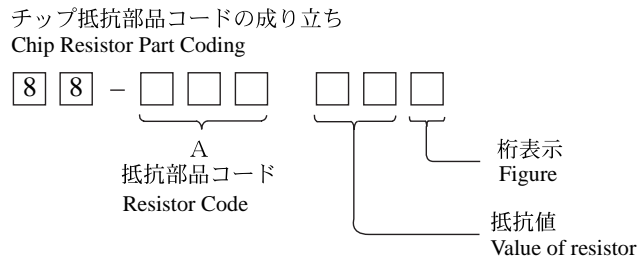 チップ抵抗部品コードの成り立ち
Chip Resistor Part Coding
8 8 – □ □ □ □ □ □
A
抵抗部品コード
Resistor Code
桁表示
Figure
抵抗値
Value of resistor